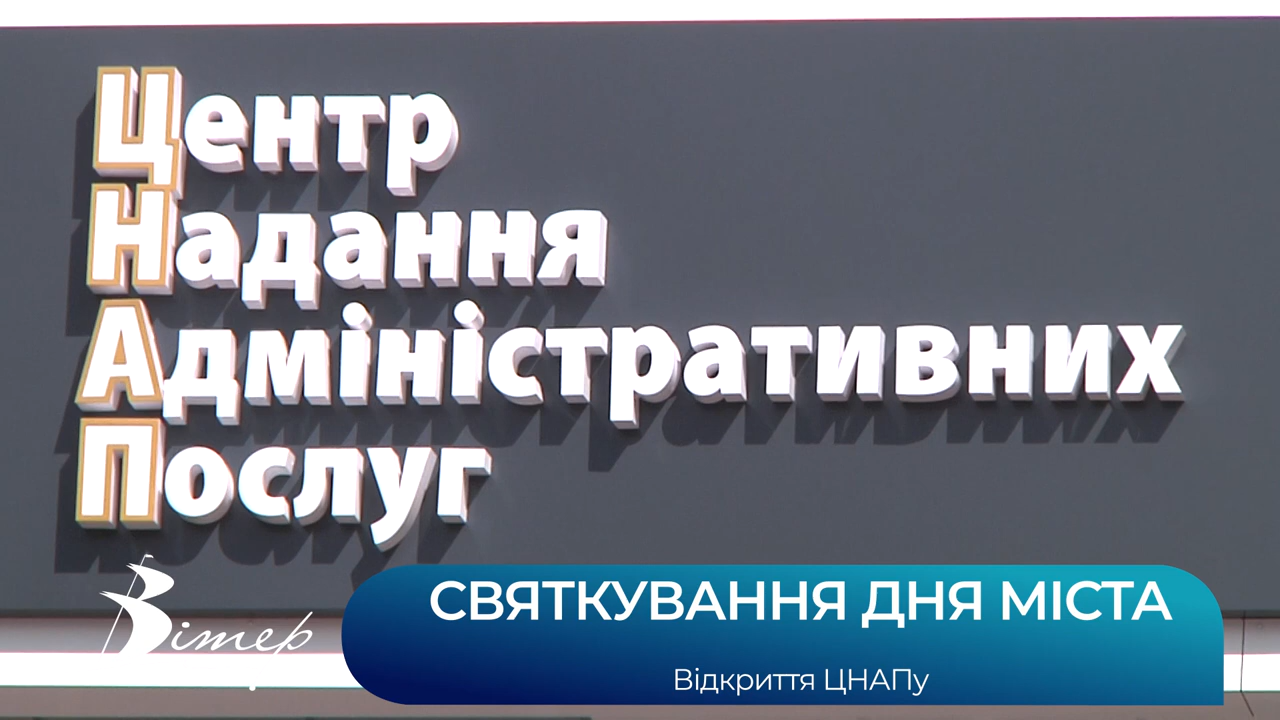 Центр
Надання
Адміністративних
Послуг
Вітер
СВЯТКУВАННЯ ДНЯ МІСТА
Відкриття ЦНАПу